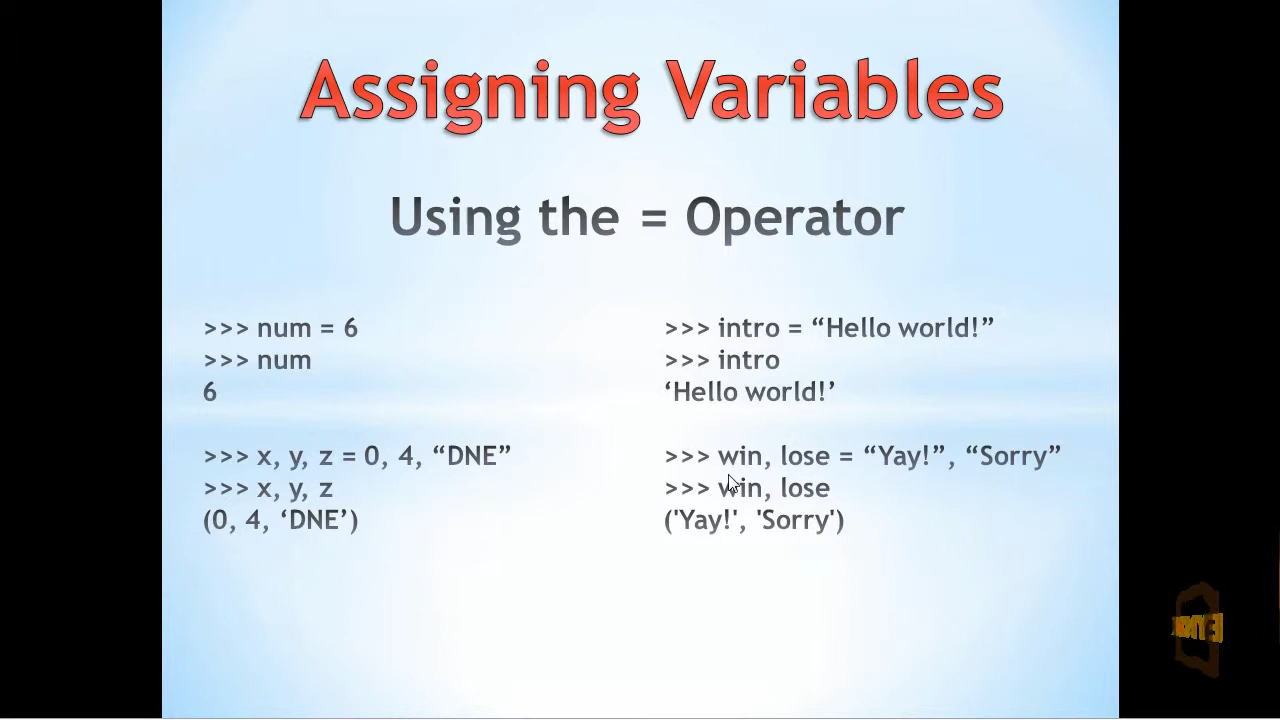 Assigning Variables
Using the = Operator
>>> num = 6
>>> num
6
>>> x, y, z = 0, 4, “DNE”
>>> x, y, z
(0, 4, ‘DNE’)
>>> intro = “Hello world!”
>>> intro
‘Hello world!’
>>> win, lose = “Yay!”, “Sorry”
>>> win, lose
('Yay!', 'Sorry')